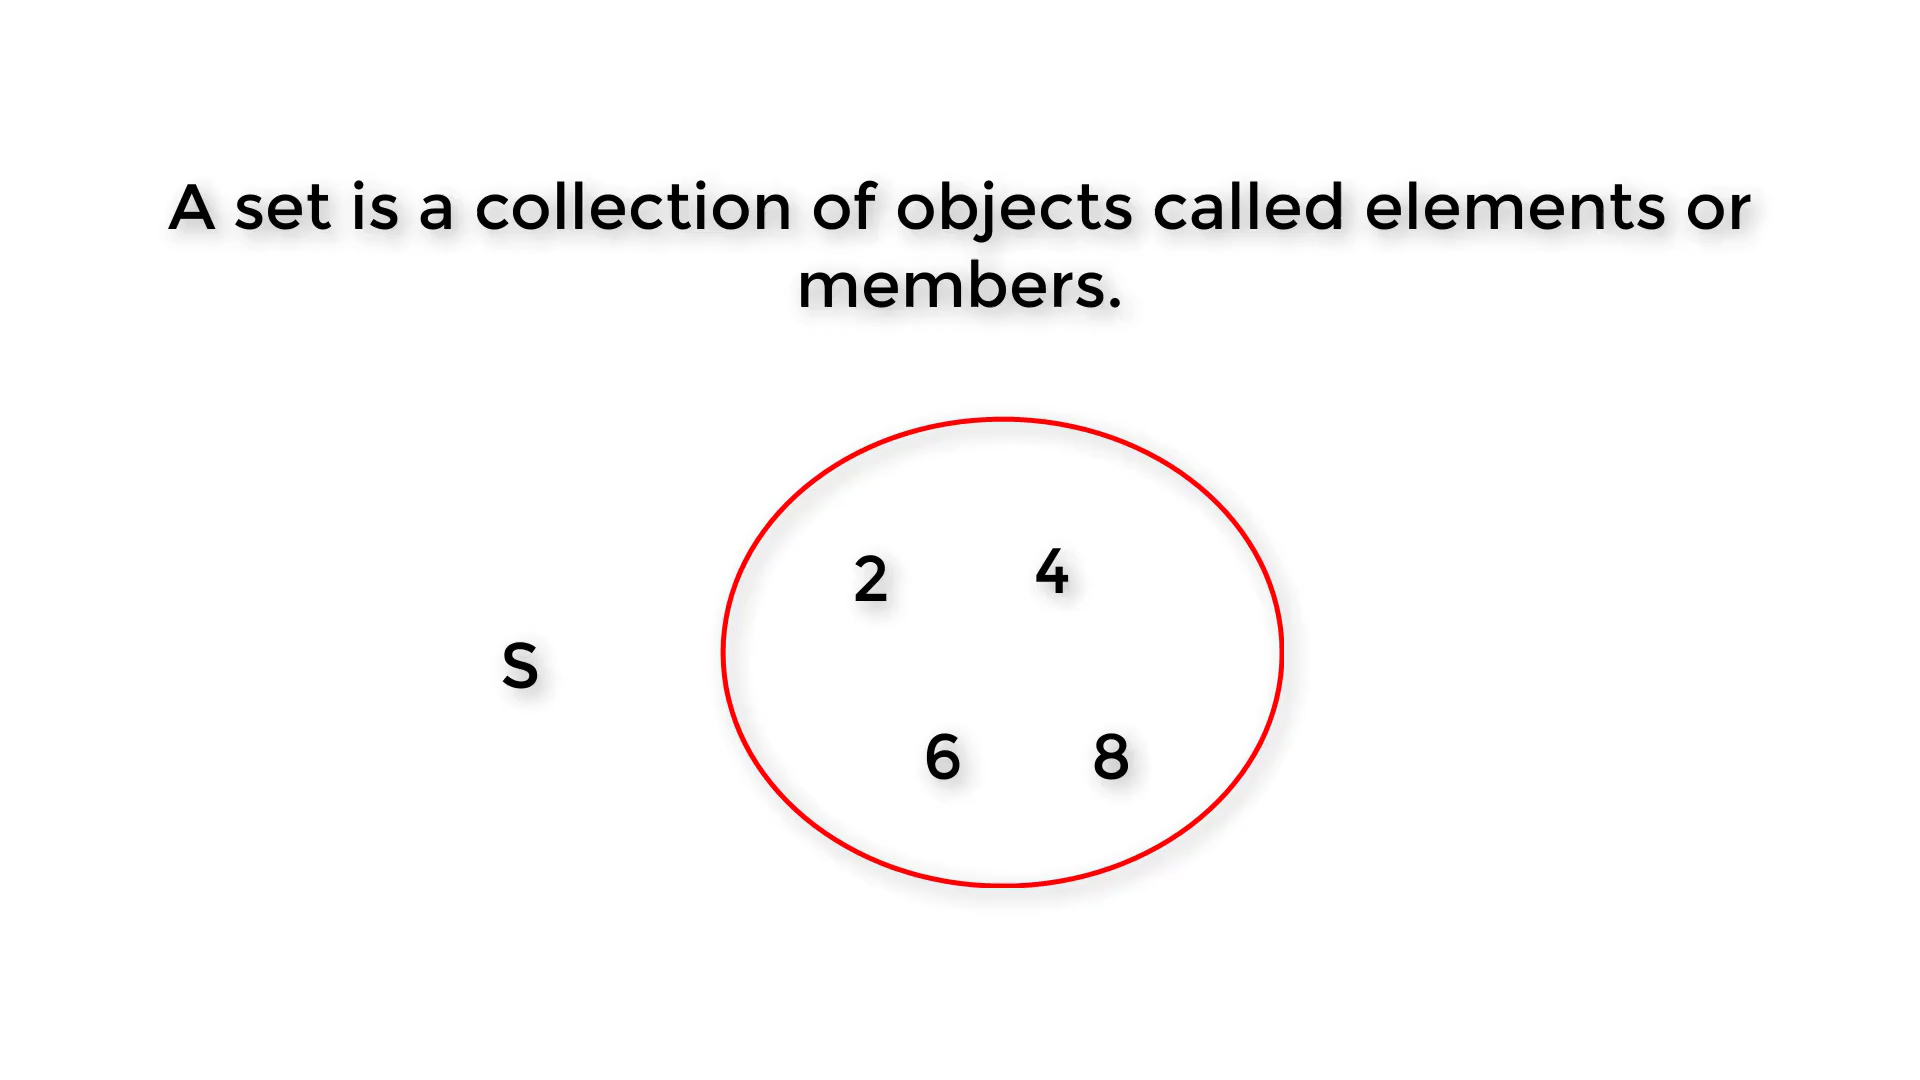 A set is a collection of objects called elements or
members.
2 4
S
6 8